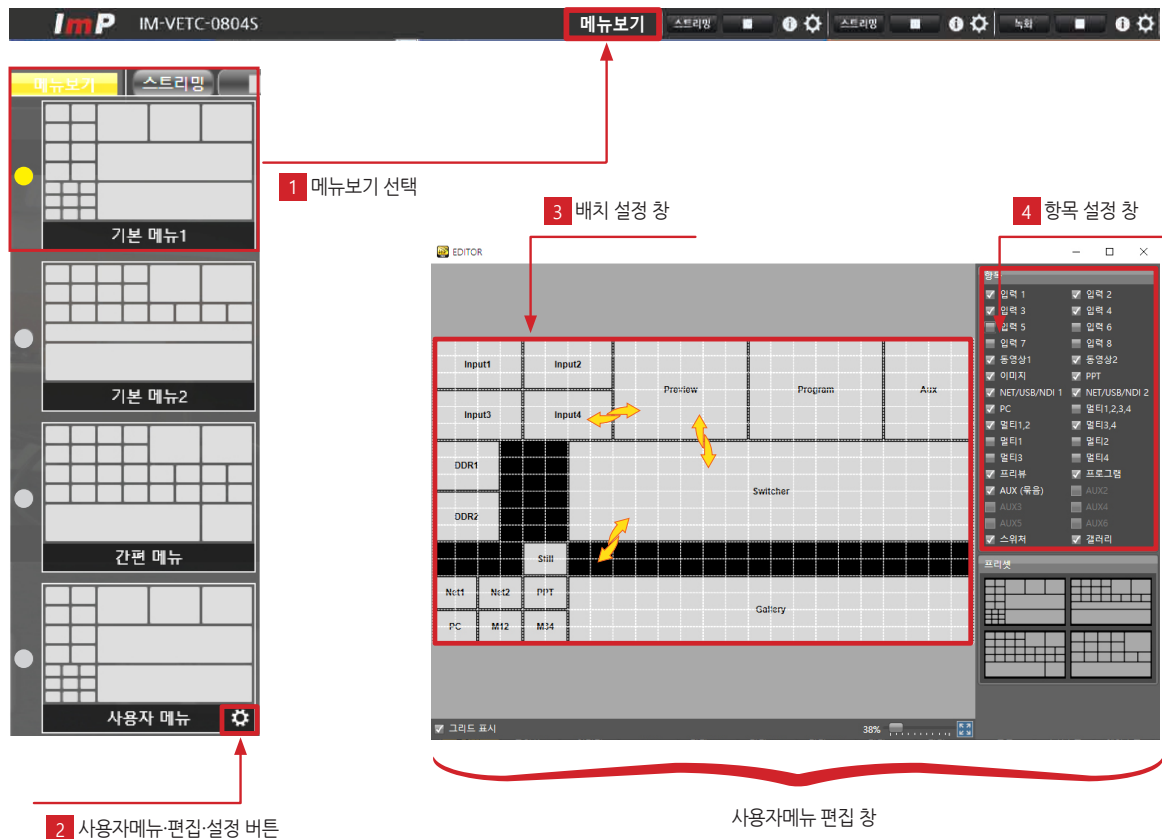 ImP IM-VETC-0804S 메뉴보기 스트리밍 스트리밍 녹화
메뉴보기 스트리밍
기본 메뉴1
기본 메뉴2
간편 메뉴
사용자 메뉴
1 메뉴보기 선택
2 사용자메뉴·편집·설정 버튼
3 배치 설정 창
4 항목 설정 창
EDITOR
Input1 Input2
Preview Program Aux
Input3 Input4
DDR1
Switcher
DDR2
Still
Net1 Net2 PPT
Gallery
PC M12 M34
그리드 표시 38%
항목
입력 1 입력 2
입력 3 입력 4
입력 5 입력 6
입력 7 입력 8
동영상1 동영상2
이미지 PPT
NET/USB/NDI 1 NET/USB/NDI 2
PC 멀티1,2,3,4
멀티1,2 멀티3,4
멀티1 멀티2
멀티3 멀티4
프리뷰 프로그램
AUX (묶음) AUX2
AUX3 AUX4
AUX5 AUX6
스위처 갤러리
프리셋
사용자메뉴 편집 창